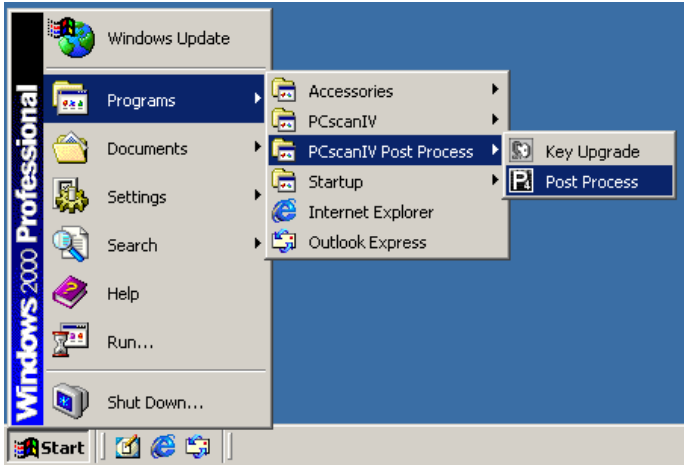 Windows Update
Programs
Documents
Settings
Search
Help
Run...
Shut Down...
Windows 2000 Professional
Accessories
PCscanIV
PCscanIV Post Process
Startup
Internet Explorer
Outlook Express
Key Upgrade
Post Process
Start